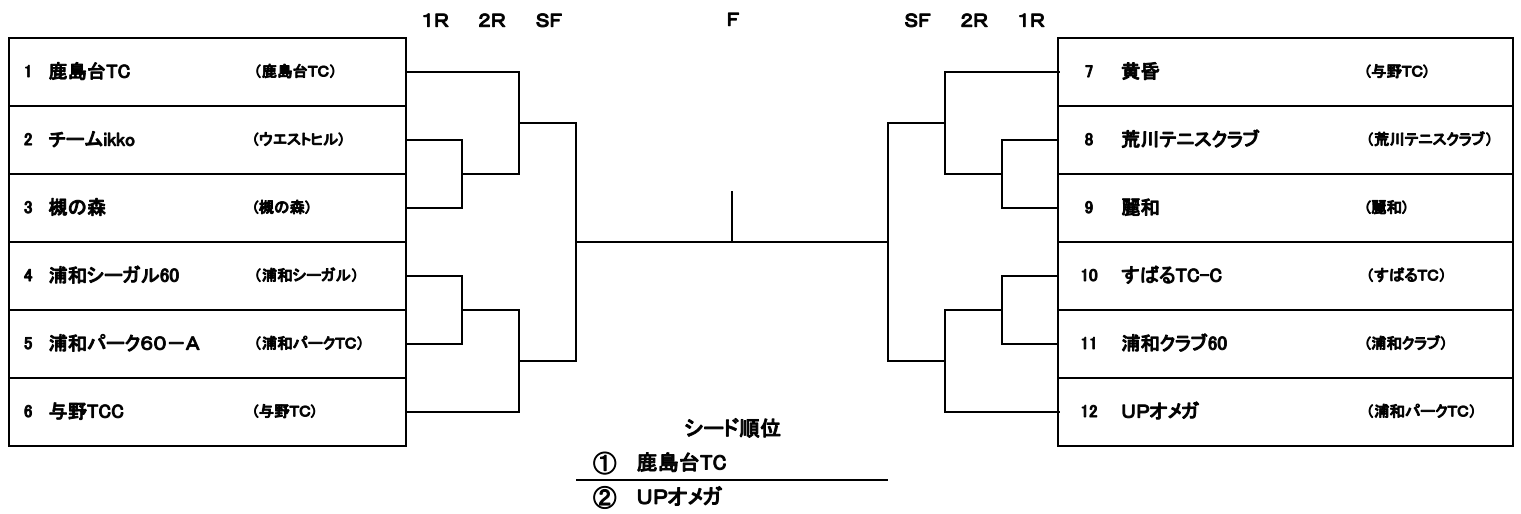 １Ｒ ２Ｒ ＳＦ Ｆ ＳＦ ２Ｒ １Ｒ
1 鹿島台TC （鹿島台TC） 7 黄昏 （与野TC）
2 チームikko （ウエストヒル） 8 荒川テニスクラブ （荒川テニスクラブ）
3 槻の森 （槻の森） 9 麗和 （麗和）
4 浦和シーガル60 （浦和シーガル） 10 すばるTC-C （すばるTC）
5 浦和パーク６０－Ａ （浦和パークTC） 11 浦和クラブ60 （浦和クラブ）
6 与野TCC （与野TC） 12 ＵＰオメガ （浦和パークTC）
シード順位
① 鹿島台TC
② ＵＰオメガ